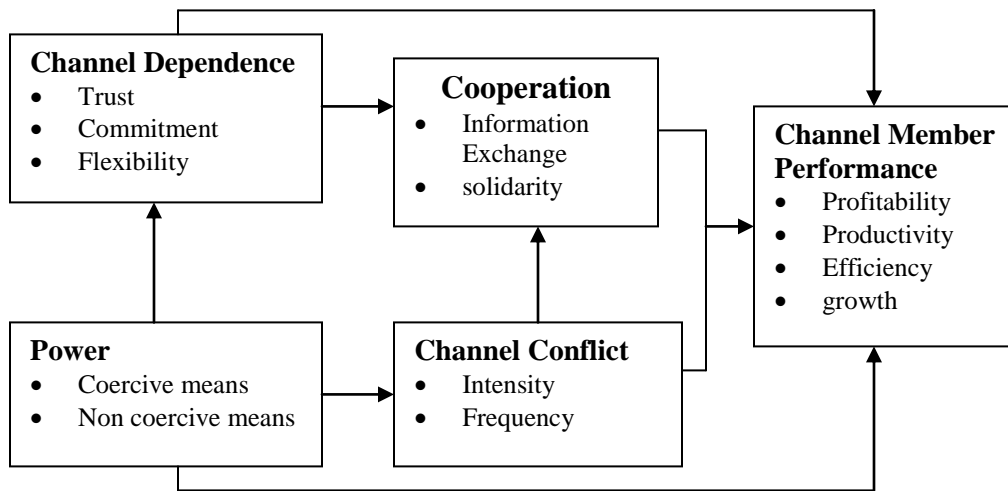 Channel Dependence
• Trust
• Commitment
• Flexibility
Cooperation
• Information
Exchange
• solidarity
Channel Member
Performance
• Profitability
• Productivity
• Efficiency
• growth
Power
• Coercive means
• Non coercive means
Channel Conflict
• Intensity
• Frequency